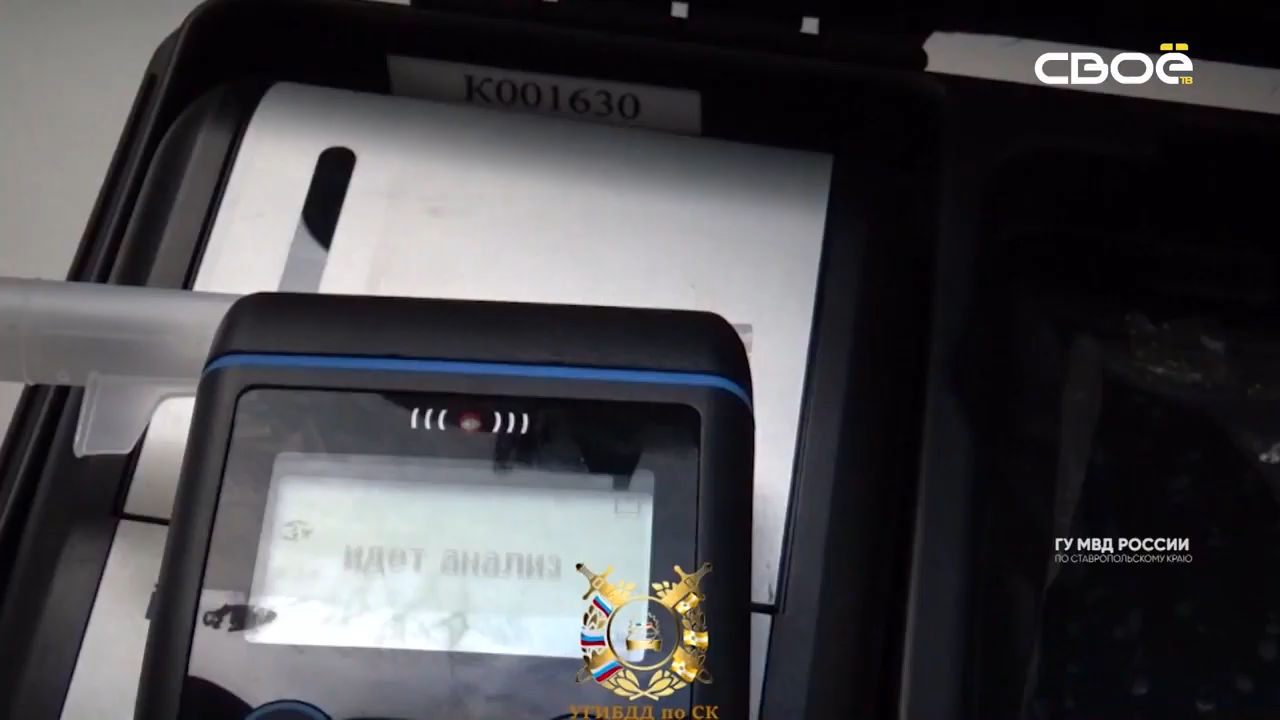 СВОЁ
ТВ
К001630
идет анализ
ГУ МВД РОССИИ
ПО СТАВРОПОЛЬСКОМУ КРАЮ
УГИБДД по СК